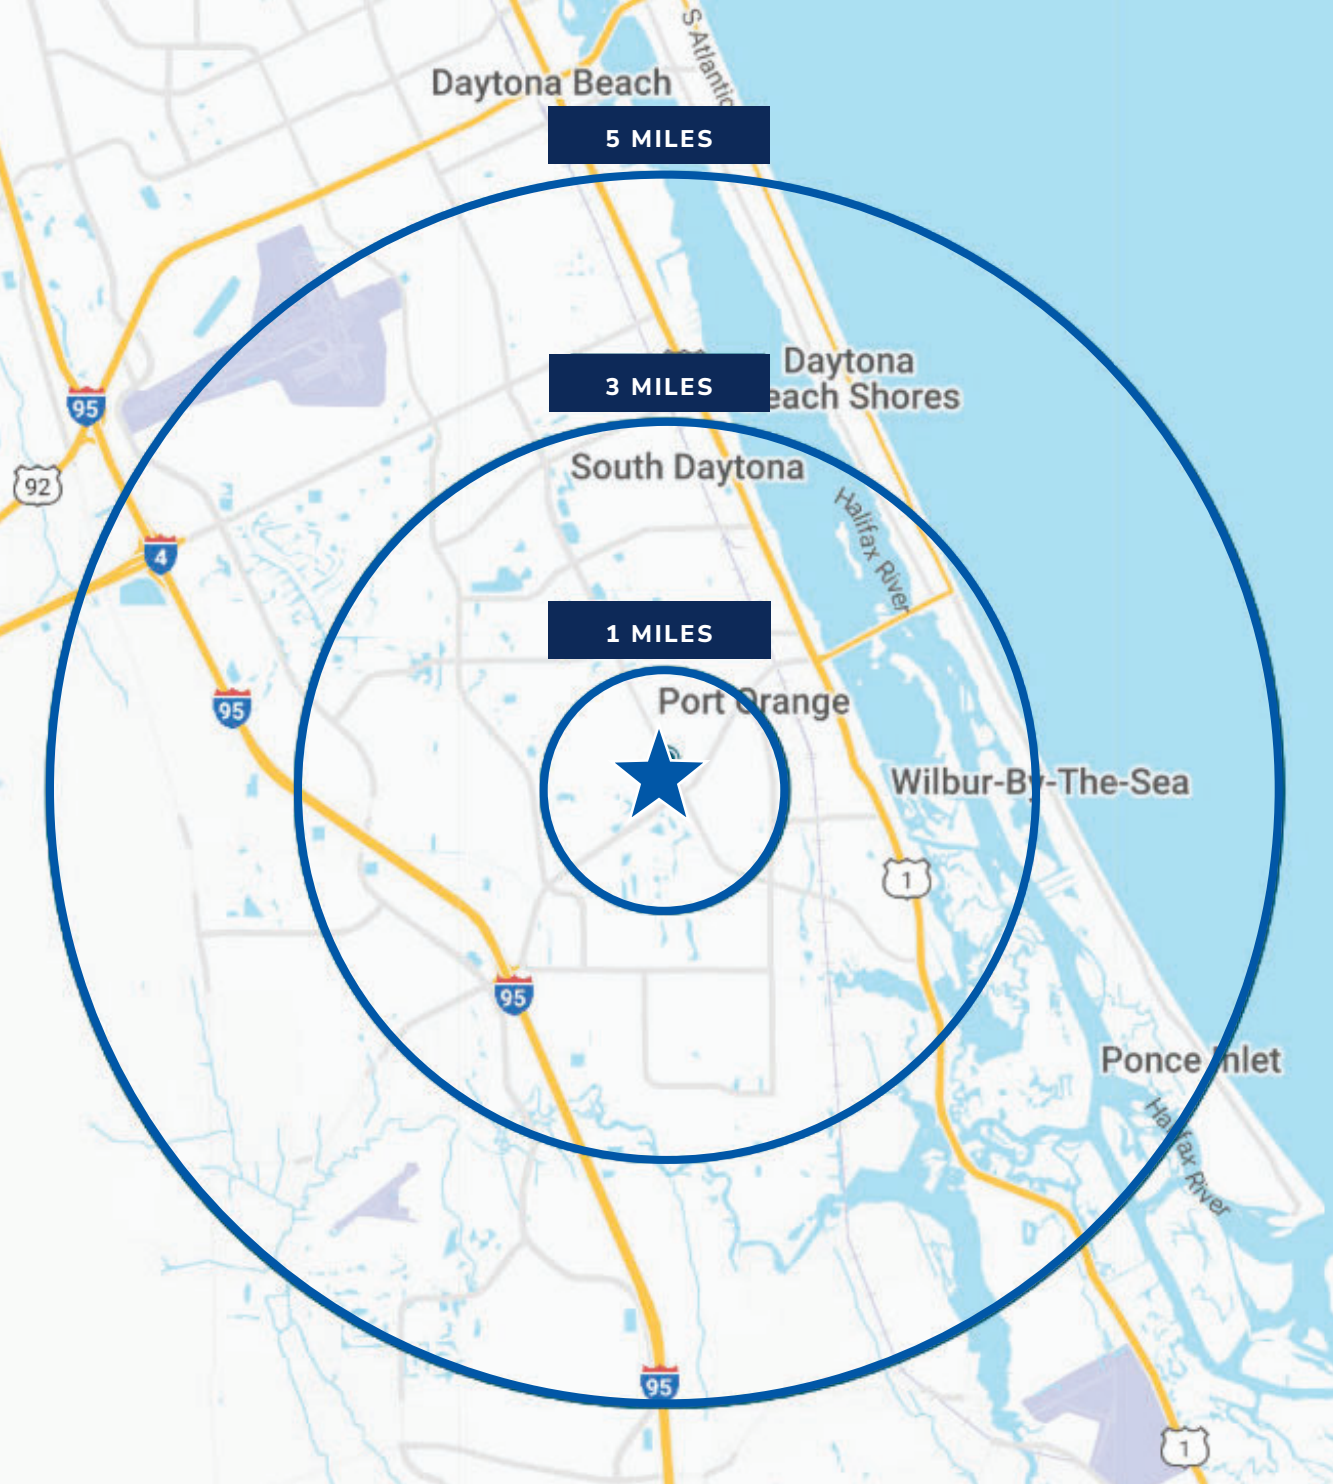 S Atlantic
Daytona Beach
5 MILES
Daytona
each Shores
3 MILES
95
South Daytona
92
Halifax River
4
1 MILES
95
Port Orange
Wilbur-By-The-Sea
1
95
Ponce Inlet
Halifax River
95
1